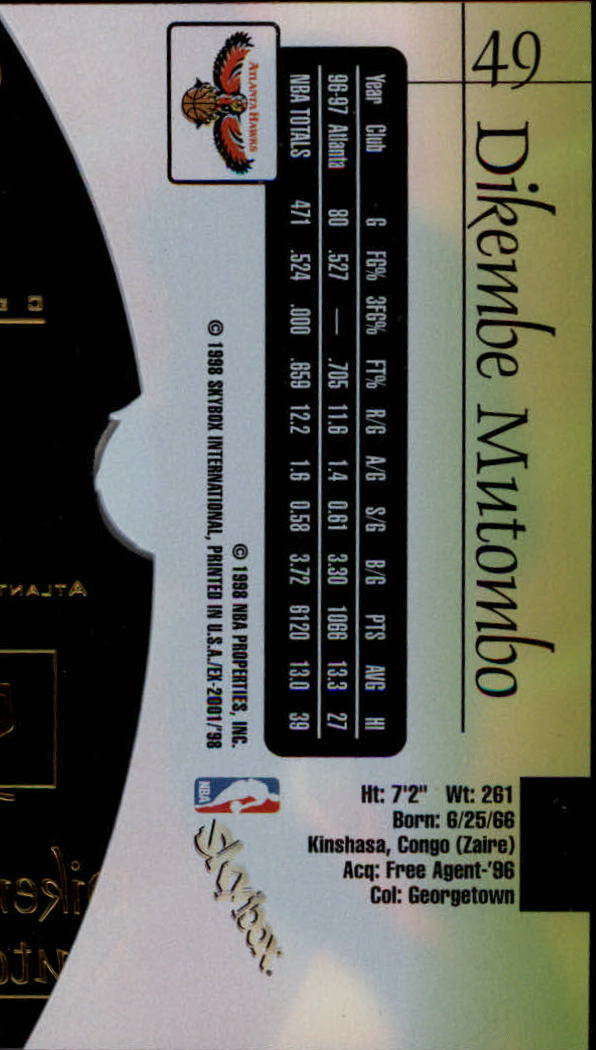 49 Dikembe Mutombo
Ht: 7'2" Wt: 261
Born: 6/25/66
Kinshasa, Congo (Zaire)
Acq: Free Agent-'96
Col: Georgetown
Year Club G FG% 3FG% FT% R/G A/G S/G B/G PTS AVG HI
96-97 Atlanta 80 .527 — .705 11.6 1.4 0.61 3.30 1066 13.3 27
NBA TOTALS 471 .524 .000 .659 12.2 1.6 0.58 3.72 6120 13.0 39
ATLANTA HAWKS
© 1998 NBA PROPERTIES, INC.
© 1998 SKYBOX INTERNATIONAL, PRINTED IN U.S.A./EX-2001/'98
NBA
skybox